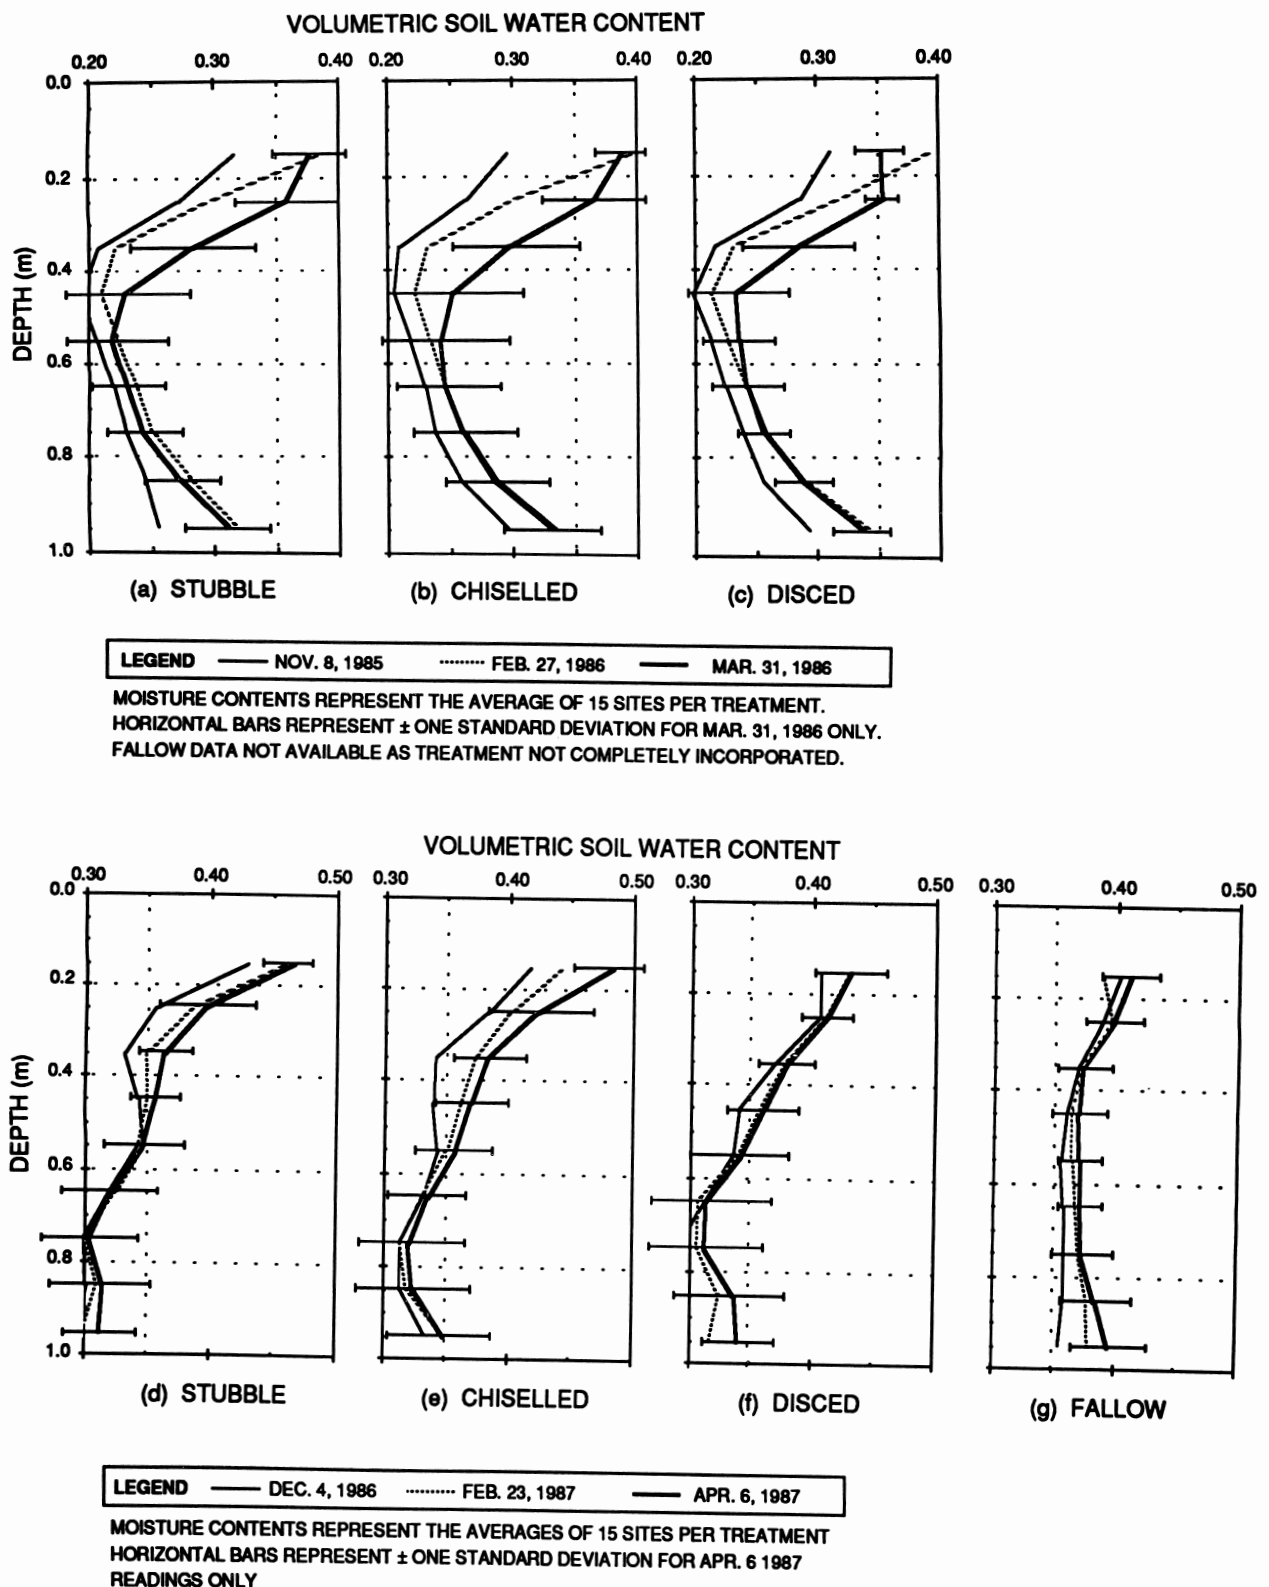 VOLUMETRIC SOIL WATER CONTENT
0.20 0.30 0.40 0.20 0.30 0.40 0.20 0.30 0.40
0.0
0.2
0.4
0.6
0.8
1.0
DEPTH (m)
(a) STUBBLE (b) CHISELLED (c) DISCED
LEGEND NOV. 8, 1985 FEB. 27, 1986 MAR. 31, 1986
MOISTURE CONTENTS REPRESENT THE AVERAGE OF 15 SITES PER TREATMENT.
HORIZONTAL BARS REPRESENT ± ONE STANDARD DEVIATION FOR MAR. 31, 1986 ONLY.
FALLOW DATA NOT AVAILABLE AS TREATMENT NOT COMPLETELY INCORPORATED.
VOLUMETRIC SOIL WATER CONTENT
0.30 0.40 0.50 0.30 0.40 0.50 0.30 0.40 0.50 0.30 0.40 0.50
0.0
0.2
0.4
0.6
0.8
1.0
DEPTH (m)
(d) STUBBLE (e) CHISELLED (f) DISCED (g) FALLOW
LEGEND DEC. 4, 1986 FEB. 23, 1987 APR. 6, 1987
MOISTURE CONTENTS REPRESENT THE AVERAGES OF 15 SITES PER TREATMENT
HORIZONTAL BARS REPRESENT ± ONE STANDARD DEVIATION FOR APR. 6 1987
READINGS ONLY